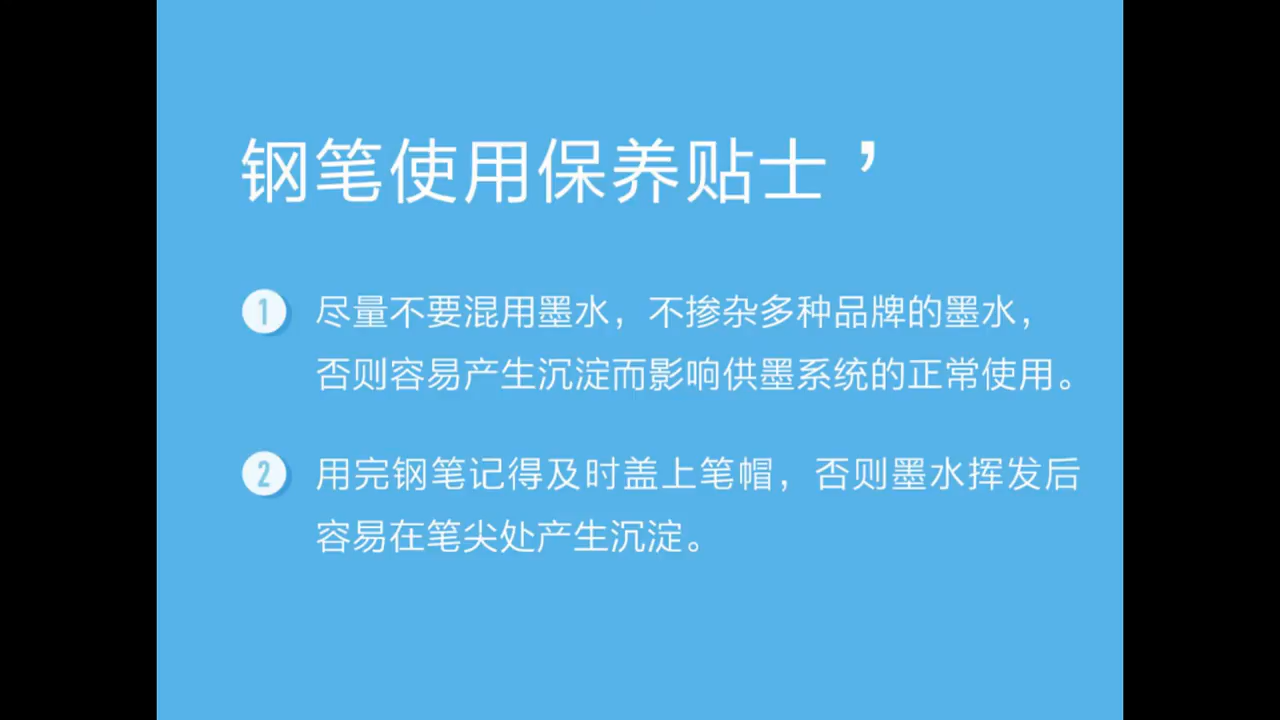 钢笔使用保养贴士 ’
1 尽量不要混用墨水，不掺杂多种品牌的墨水，
否则容易产生沉淀而影响供墨系统的正常使用。
2 用完钢笔记得及时盖上笔帽，否则墨水挥发后
容易在笔尖处产生沉淀。